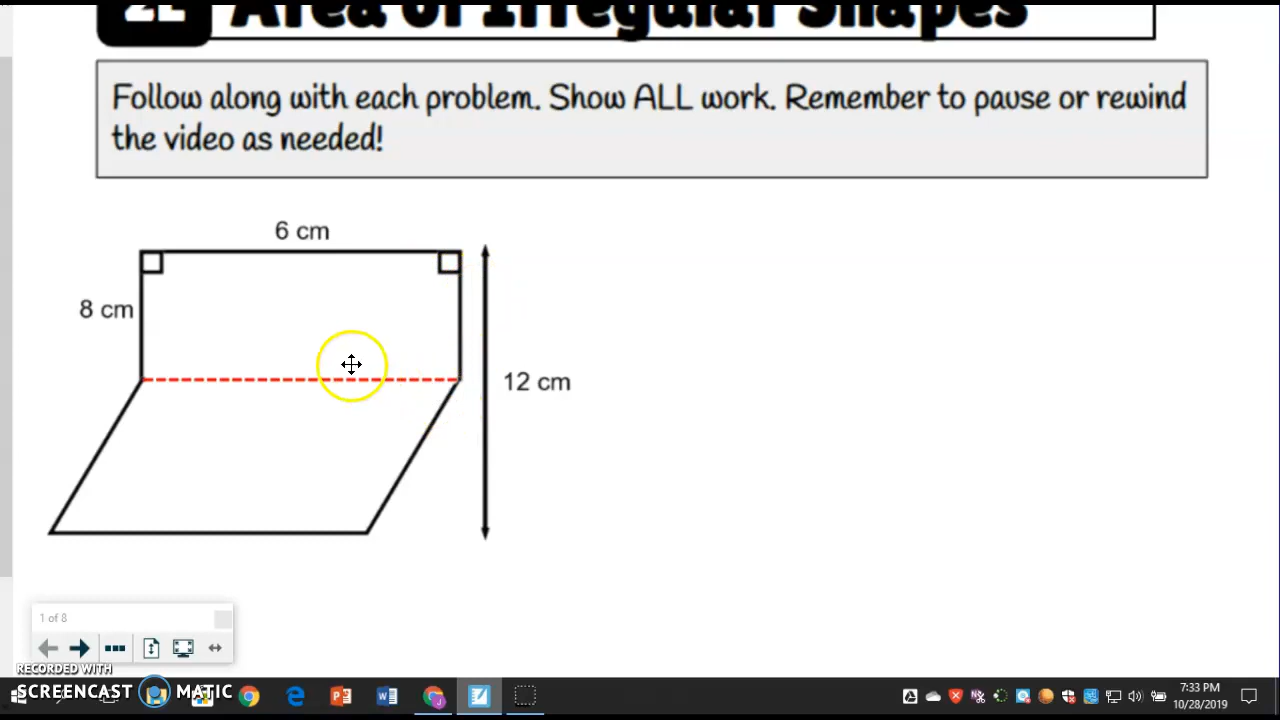 2L Area of Irregular Shapes
Follow along with each problem. Show ALL work. Remember to pause or rewind
the video as needed!
6 cm
8 cm
12 cm
1 of 8
RECORDED WITH
SCREENCAST MATIC
7:33 PM
10/28/2019